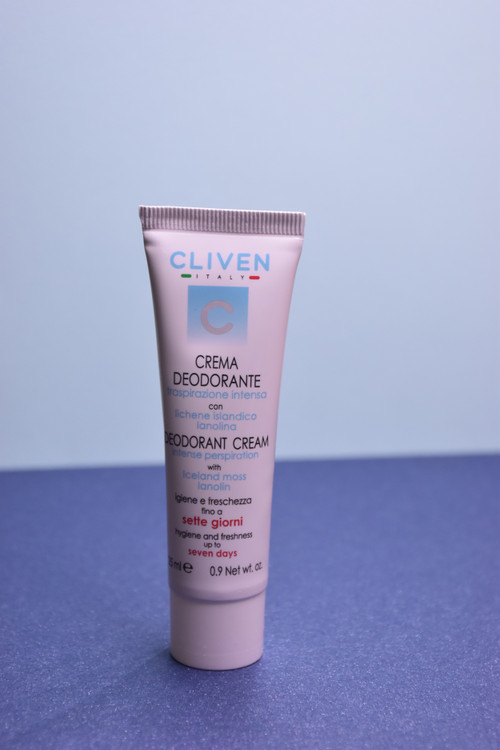 CLIVEN
ITALY
C
CREMA
DEODORANTE
traspirazione intensa
con
lichene islandico
lanolina
DEODORANT CREAM
intense perspiration
with
iceland moss
lanolin
igiene e freschezza
fino a
sette giorni
hygiene and freshness
up to
seven days
ml e 0.9 Net wt. oz.